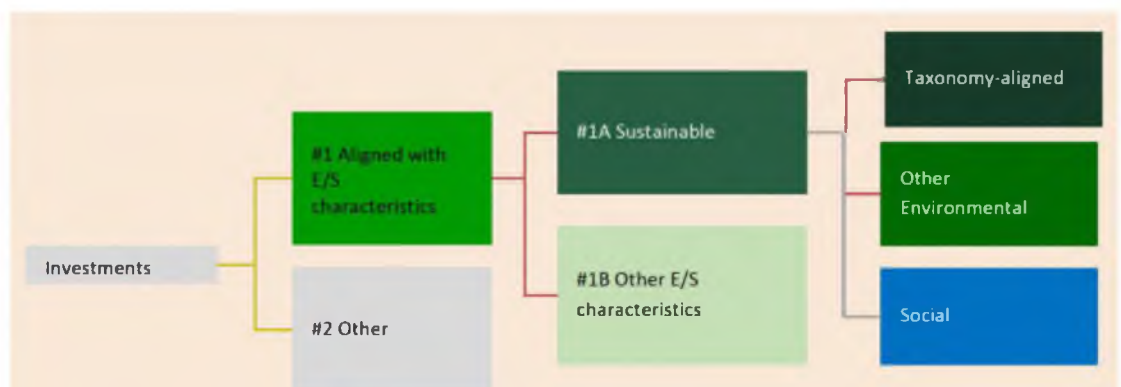 Investments
#1 Aligned with
E/S
characteristics
#2 Other
#1A Sustainable
#1B Other E/S
characteristics
Taxonomy-aligned
Other
Environmental
Social